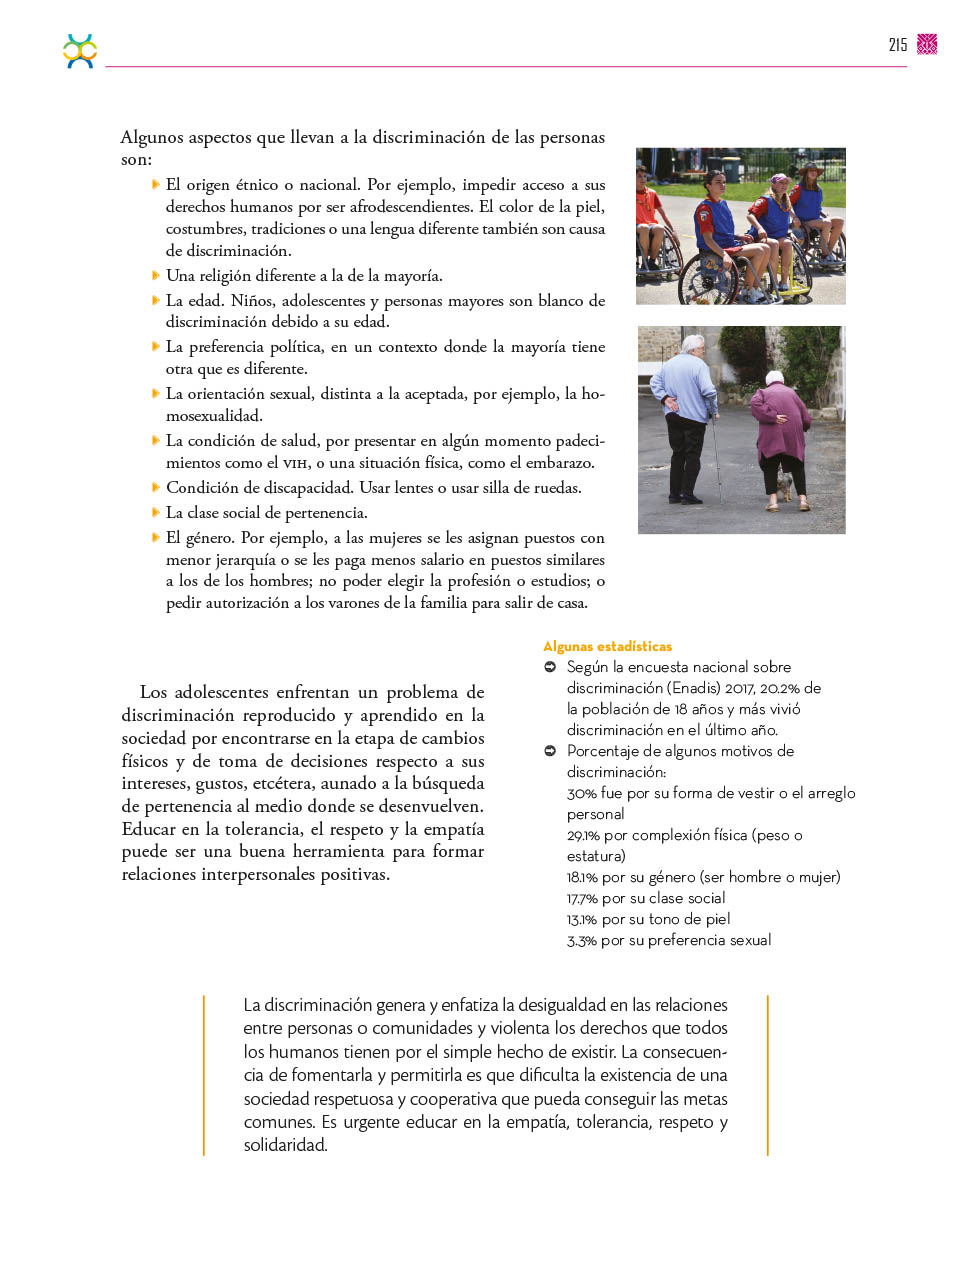 215
Algunos aspectos que llevan a la discriminación de las personas
son:
El origen étnico o nacional. Por ejemplo, impedir acceso a sus
derechos humanos por ser afrodescendientes. El color de la piel,
costumbres, tradiciones o una lengua diferente también son causa
de discriminación.
Una religión diferente a la de la mayoría.
La edad. Niños, adolescentes y personas mayores son blanco de
discriminación debido a su edad.
La preferencia política, en un contexto donde la mayoría tiene
otra que es diferente.
La orientación sexual, distinta a la aceptada, por ejemplo, la ho-
mosexualidad.
La condición de salud, por presentar en algún momento padeci-
mientos como el VIH, o una situación física, como el embarazo.
Condición de discapacidad. Usar lentes o usar silla de ruedas.
La clase social de pertenencia.
El género. Por ejemplo, a las mujeres se les asignan puestos con
menor jerarquía o se les paga menos salario en puestos similares
a los de los hombres; no poder elegir la profesión o estudios; o
pedir autorización a los varones de la familia para salir de casa.
Los adolescentes enfrentan un problema de
discriminación reproducido y aprendido en la
sociedad por encontrarse en la etapa de cambios
físicos y de toma de decisiones respecto a sus
intereses, gustos, etcétera, aunado a la búsqueda
de pertenencia al medio donde se desenvuelven.
Educar en la tolerancia, el respeto y la empatía
puede ser una buena herramienta para formar
relaciones interpersonales positivas.
Algunas estadísticas
Según la encuesta nacional sobre
discriminación (Enadis) 2017, 20.2% de
la población de 18 años y más vivió
discriminación en el último año.
Porcentaje de algunos motivos de
discriminación:
30% fue por su forma de vestir o el arreglo
personal
29.1% por complexión física (peso o
estatura)
18.1% por su género (ser hombre o mujer)
17.7% por su clase social
13.1% por su tono de piel
3.3% por su preferencia sexual
La discriminación genera y enfatiza la desigualdad en las relaciones
entre personas o comunidades y violenta los derechos que todos
los humanos tienen por el simple hecho de existir. La consecuen-
cia de fomentarla y permitirla es que dificulta la existencia de una
sociedad respetuosa y cooperativa que pueda conseguir las metas
comunes. Es urgente educar en la empatía, tolerancia, respeto y
solidaridad.